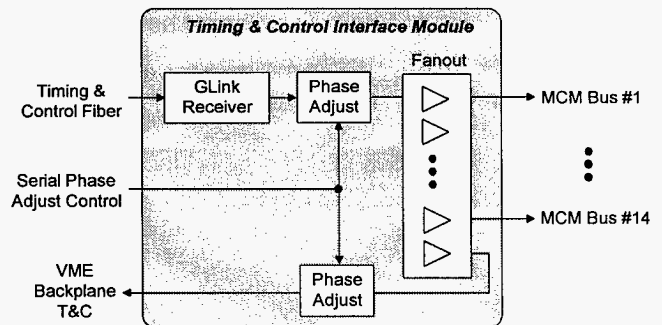 Timing & Control Interface Module
Fanout
Timing &
Control Fiber
GLink
Receiver
Phase
Adjust
MCM Bus #1
Serial Phase
Adjust Control
MCM Bus #14
VME
Backplane
T&C
Phase
Adjust